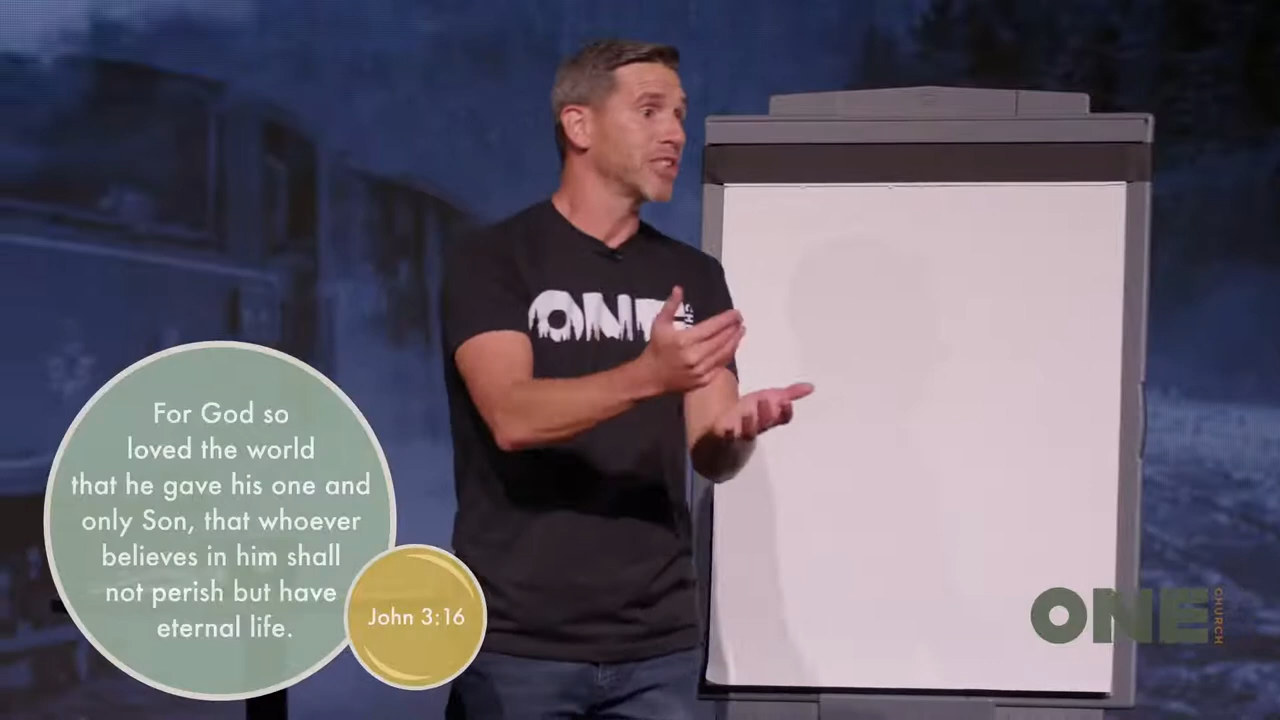 ONE
For God so
loved the world
that he gave his one and
only Son, that whoever
believes in him shall
not perish but have
eternal life.
John 3:16
ONE
CHURCH